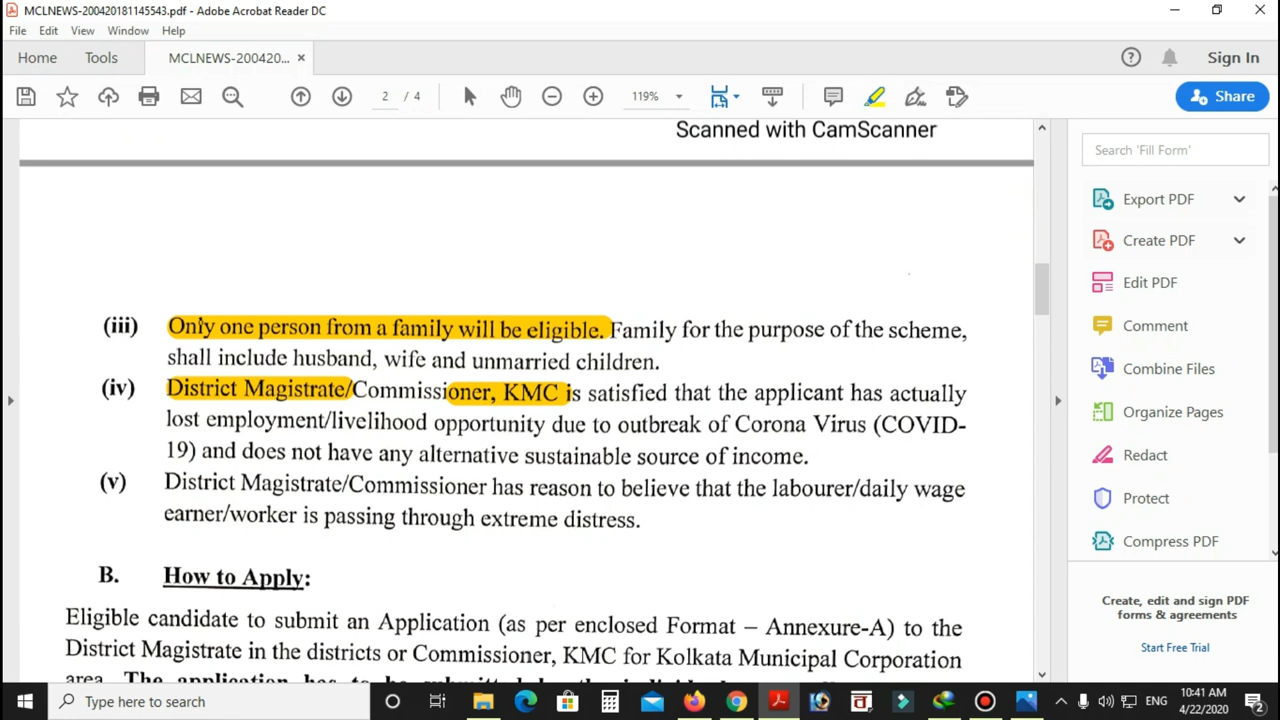 MCLNEWS-200420181145543.pdf - Adobe Acrobat Reader DC
File Edit View Window Help
Home Tools MCLNEWS-200420... × Sign In
2 / 4 119% Share
Scanned with CamScanner
Search 'Fill Form'
Export PDF
Create PDF
Edit PDF
Comment
Combine Files
Organize Pages
Redact
Protect
Compress PDF
Create, edit and sign PDF
forms & agreements
Start Free Trial
(iii) Only one person from a family will be eligible. Family for the purpose of the scheme,
shall include husband, wife and unmarried children.
(iv) District Magistrate/Commissioner, KMC is satisfied that the applicant has actually
lost employment/livelihood opportunity due to outbreak of Corona Virus (COVID-
19) and does not have any alternative sustainable source of income.
(v) District Magistrate/Commissioner has reason to believe that the labourer/daily wage
earner/worker is passing through extreme distress.
B. How to Apply:
Eligible candidate to submit an Application (as per enclosed Format – Annexure-A) to the
District Magistrate in the districts or Commissioner, KMC for Kolkata Municipal Corporation
area. The application has to be submitted
Type here to search
ENG
10:41 AM
4/22/2020
2